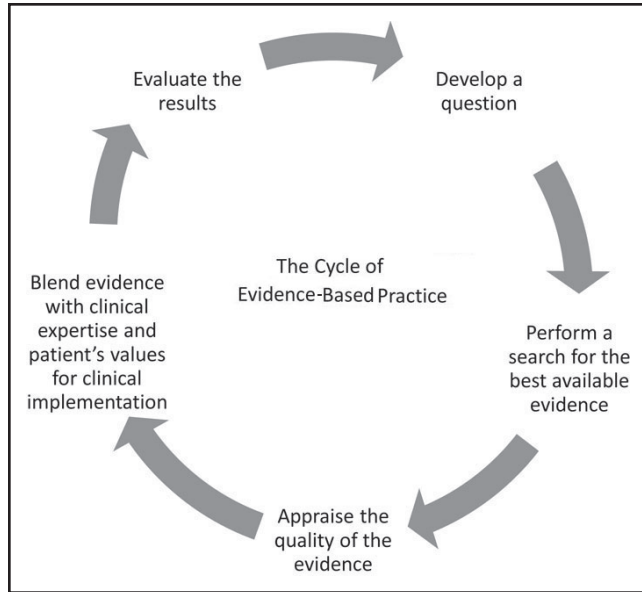 Evaluate the
results
Develop a
question
The Cycle of
Evidence-Based Practice
Perform a
search for the
best available
evidence
Appraise the
quality of the
evidence
Blend evidence
with clinical
expertise and
patient's values
for clinical
implementation